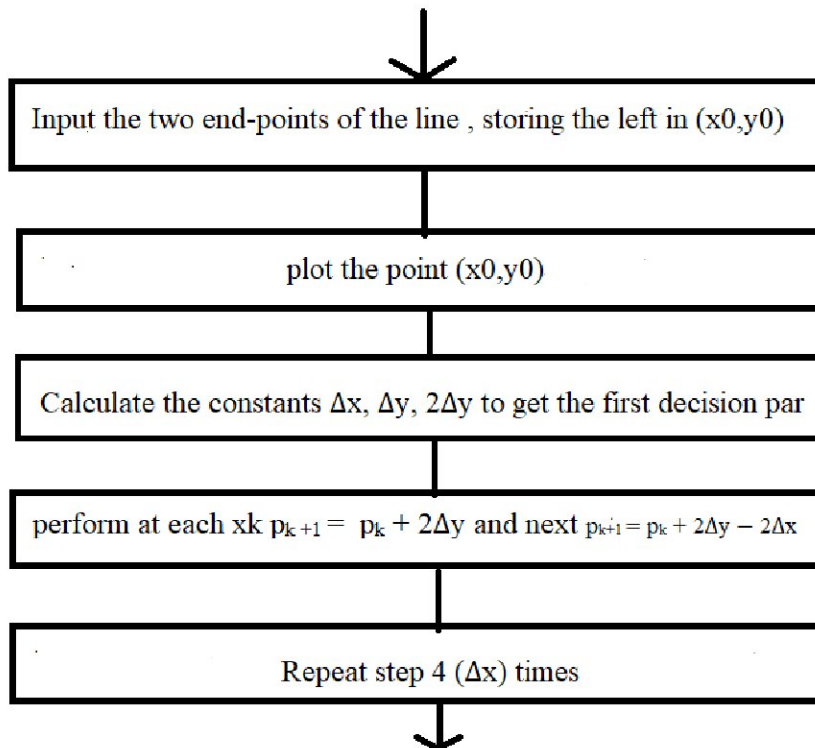 Input the two end-points of the line , storing the left in (x0,y0)
plot the point (x0,y0)
Calculate the constants Δx, Δy, 2Δy to get the first decision par
perform at each xk pₖ₊₁ = pₖ + 2Δy and next pₖ₊₁ = pₖ + 2Δy − 2Δx
Repeat step 4 (Δx) times